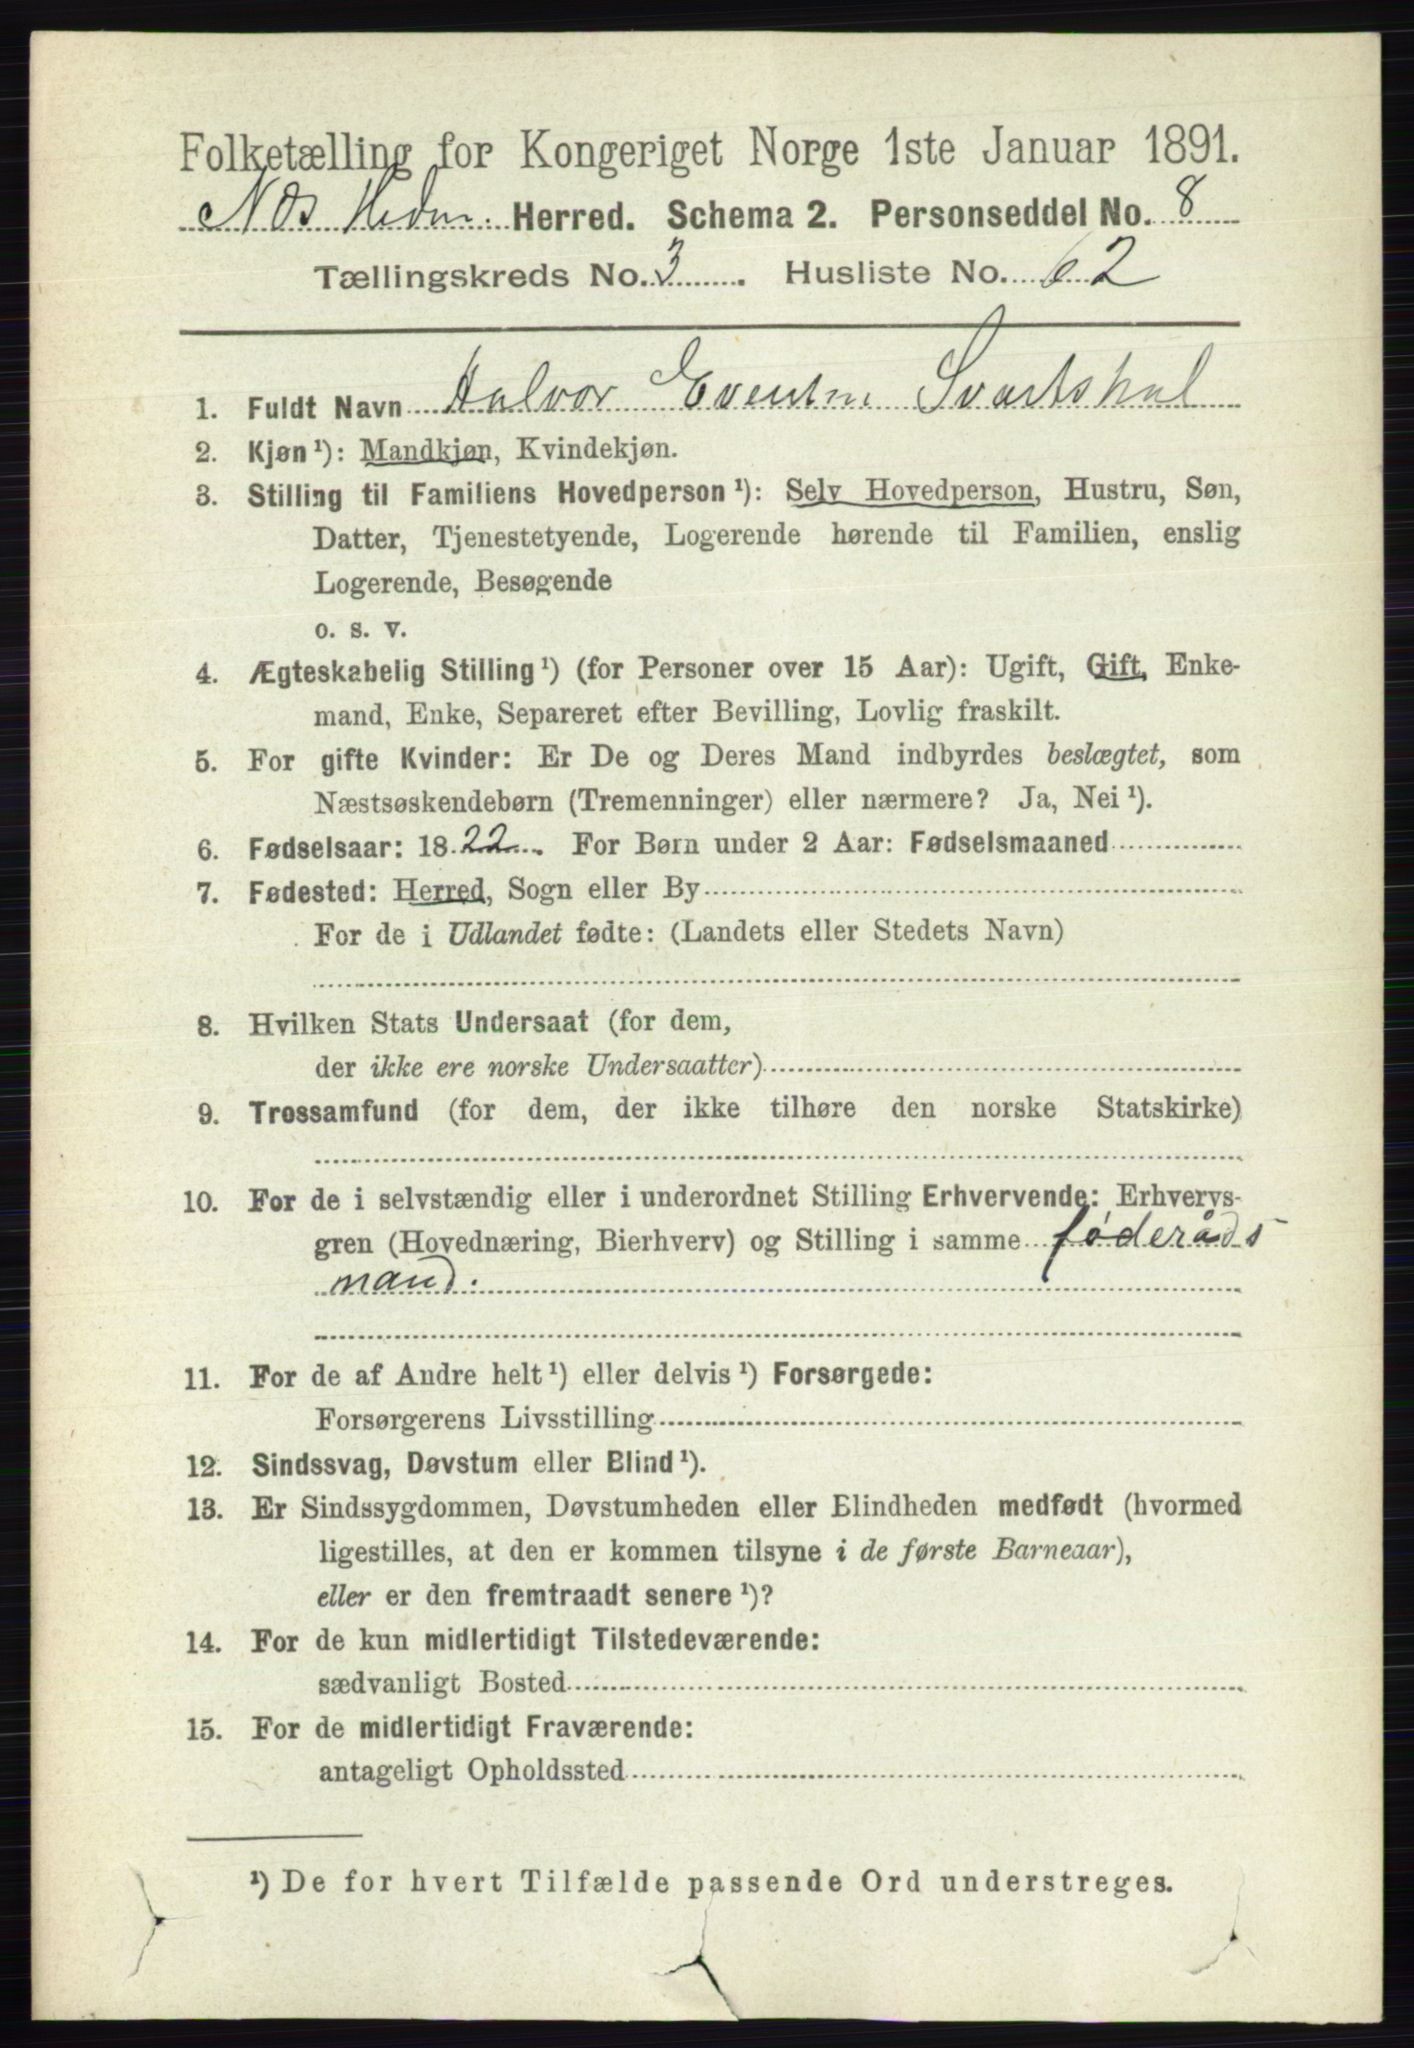 Folketælling for Kongeriget Norge 1ste Januar 1891.
Nes Hedm. Herred. Schema 2. Personseddel No. 8
Tællingskreds No. 3. Husliste No. 62
1. Fuldt Navn Halvor Evensen Svartshal
2. Kjøn¹): Mandkjøn, Kvindekjøn.
3. Stilling til Familiens Hovedperson¹): Selv Hovedperson, Hustru, Søn,
Datter, Tjenestetyende, Logerende hørende til Familien, enslig
Logerende, Besøgende
o. s. v.
4. Ægteskabelig Stilling¹) (for Personer over 15 Aar): Ugift, Gift, Enke-
mand, Enke, Separeret efter Bevilling, Lovlig fraskilt.
5. For gifte Kvinder: Er De og Deres Mand indbyrdes beslægtet, som
Næstsøskendebørn (Tremenninger) eller nærmere? Ja, Nei¹).
6. Fødselsaar: 1822. For Børn under 2 Aar: Fødselsmaaned
7. Fødested: Herred, Sogn eller By
For de i Udlandet fødte: (Landets eller Stedets Navn)
8. Hvilken Stats Undersaat (for dem,
der ikke ere norske Undersaatter)
9. Trossamfund (for dem, der ikke tilhøre den norske Statskirke)
10. For de i selvstændig eller i underordnet Stilling Erhvervende: Erhvervs-
gren (Hovednæring, Bierhverv) og Stilling i samme føderåds
mand.
11. For de af Andre helt¹) eller delvis¹) Forsørgede:
Forsørgerens Livsstilling
12. Sindssvag, Døvstum eller Blind¹).
13. Er Sindssygdommen, Døvstumheden eller Blindheden medfødt (hvormed
ligestilles, at den er kommen tilsyne i de første Barneaar),
eller er den fremtraadt senere¹)?
14. For de kun midlertidigt Tilstedeværende:
sædvanligt Bosted
15. For de midlertidigt Fraværende:
antageligt Opholdssted
¹) De for hvert Tilfælde passende Ord understreges.